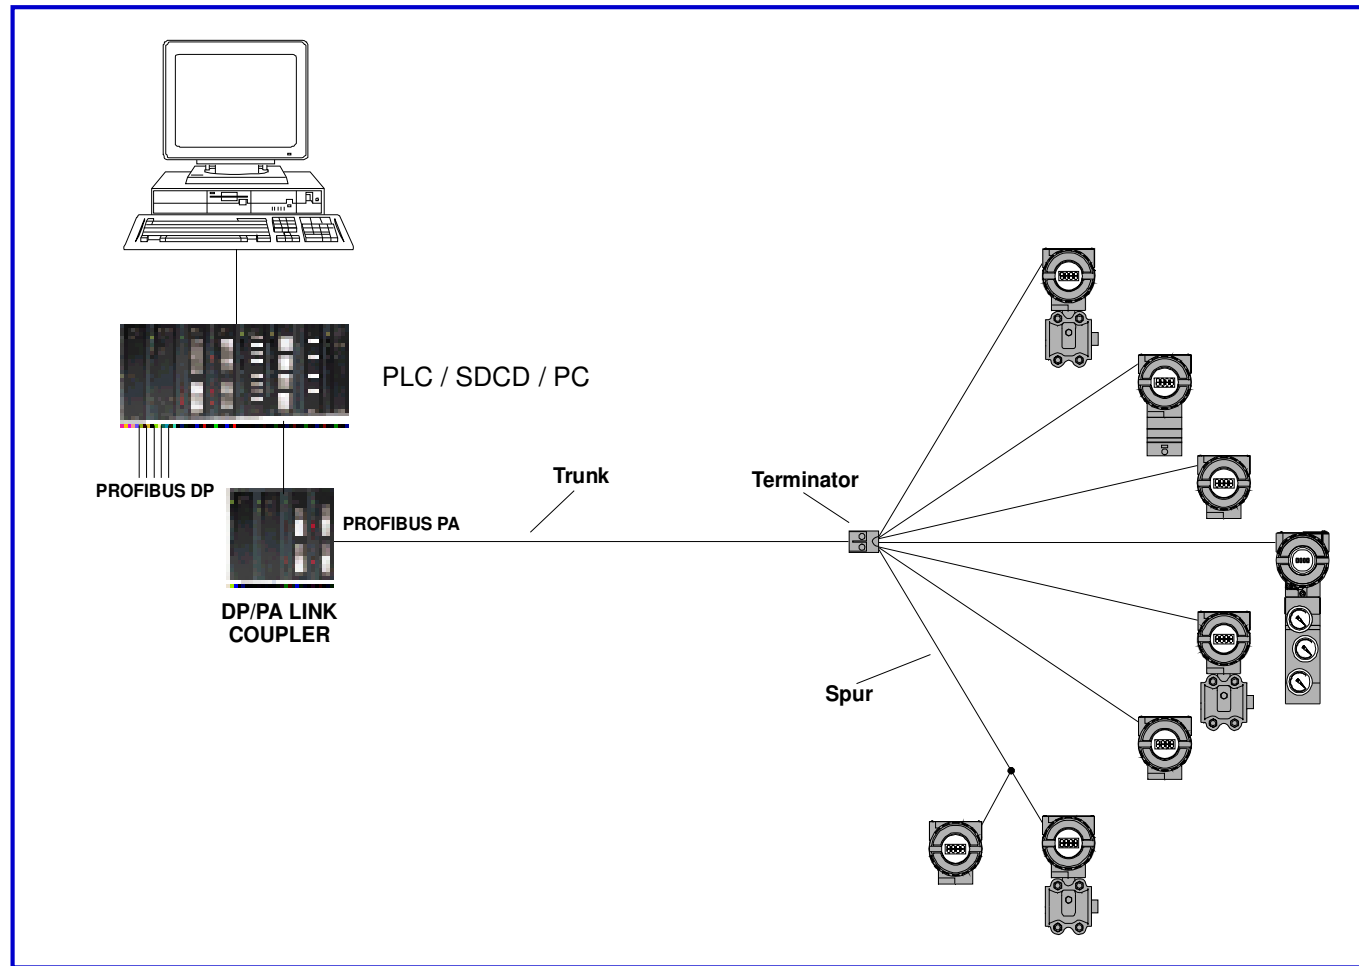 PLC / SDCD / PC
PROFIBUS DP
Trunk
Terminator
PROFIBUS PA
DP/PA LINK
COUPLER
Spur